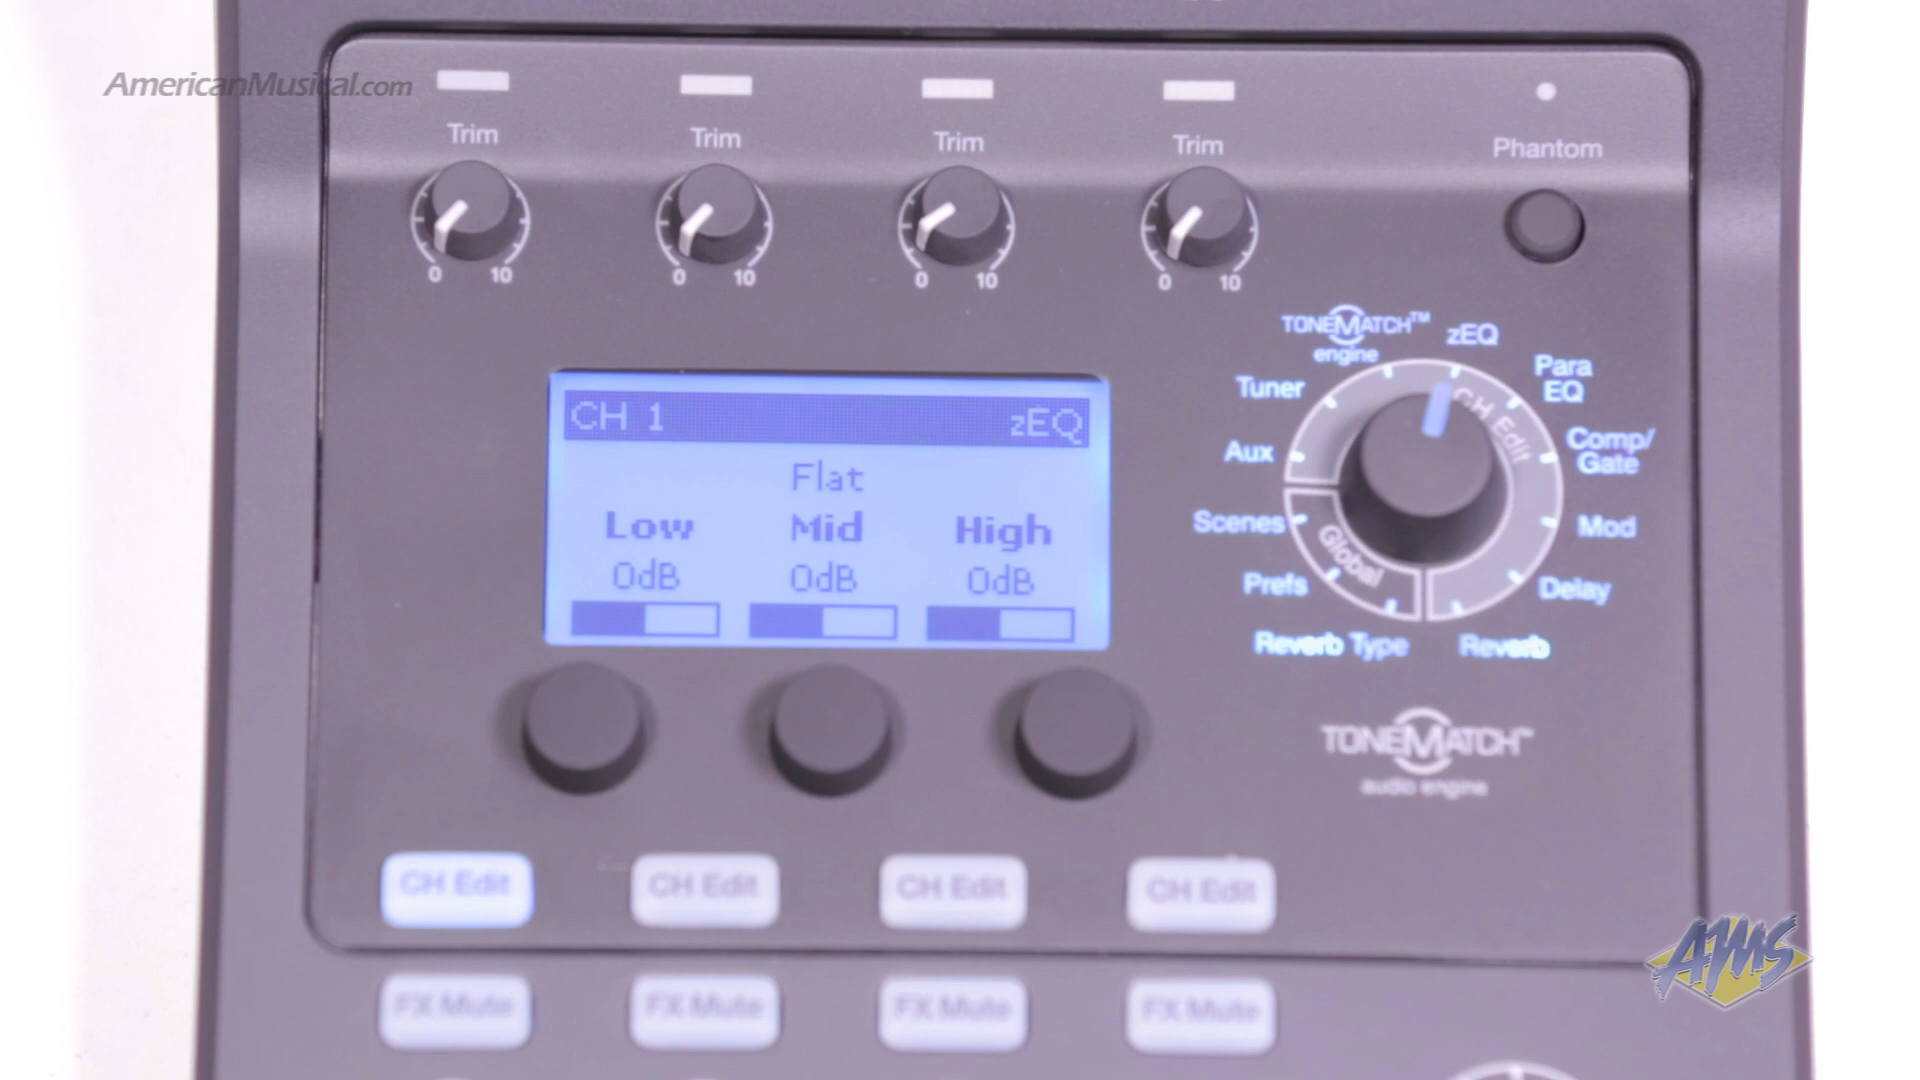 AmericanMusical.com
Trim Trim Trim Trim Phantom
0 10 0 10 0 10 0 10
TONEMATCH™ engine
zEQ
Para EQ
Tuner
Comp/ Gate
Aux
CH Edit
Scenes
Mod
Global
Prefs
Delay
Reverb Type
Reverb
CH 1 zEQ
Flat
Low Mid High
0dB 0dB 0dB
TONEMATCH™
audio engine
CH Edit CH Edit CH Edit CH Edit
AMS
FX Mute FX Mute FX Mute FX Mute